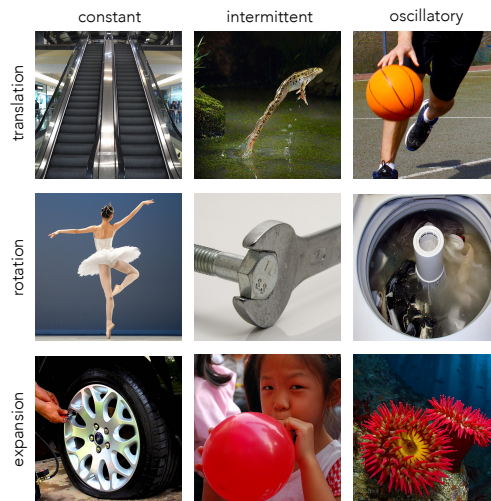 constant
intermittent
oscillatory
translation
rotation
expansion